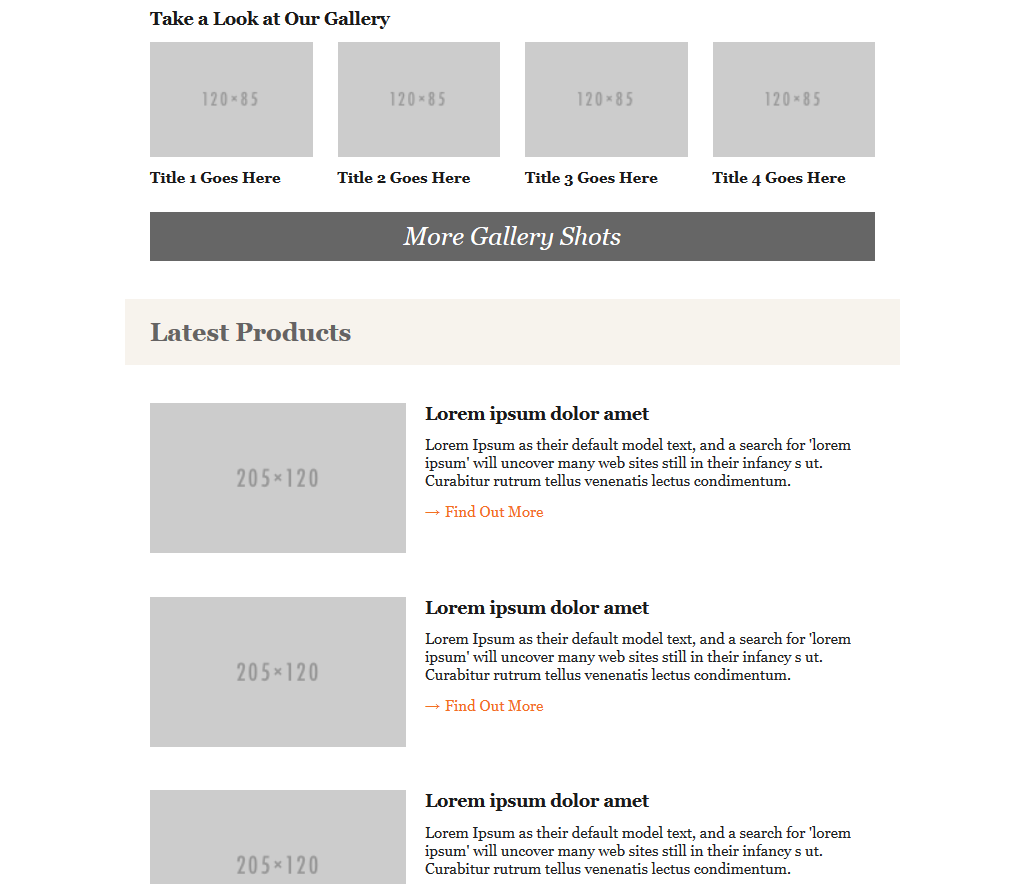 Take a Look at Our Gallery
120×85
120×85
120×85
120×85
Title 1 Goes Here
Title 2 Goes Here
Title 3 Goes Here
Title 4 Goes Here
More Gallery Shots
Latest Products
205×120
Lorem ipsum dolor amet
Lorem Ipsum as their default model text, and a search for 'lorem
ipsum' will uncover many web sites still in their infancy s ut.
Curabitur rutrum tellus venenatis lectus condimentum.
→ Find Out More
205×120
Lorem ipsum dolor amet
Lorem Ipsum as their default model text, and a search for 'lorem
ipsum' will uncover many web sites still in their infancy s ut.
Curabitur rutrum tellus venenatis lectus condimentum.
→ Find Out More
205×120
Lorem ipsum dolor amet
Lorem Ipsum as their default model text, and a search for 'lorem
ipsum' will uncover many web sites still in their infancy s ut.
Curabitur rutrum tellus venenatis lectus condimentum.